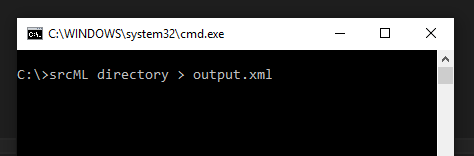 C:\WINDOWS\system32\cmd.exe
C:\>srcML directory > output.xml